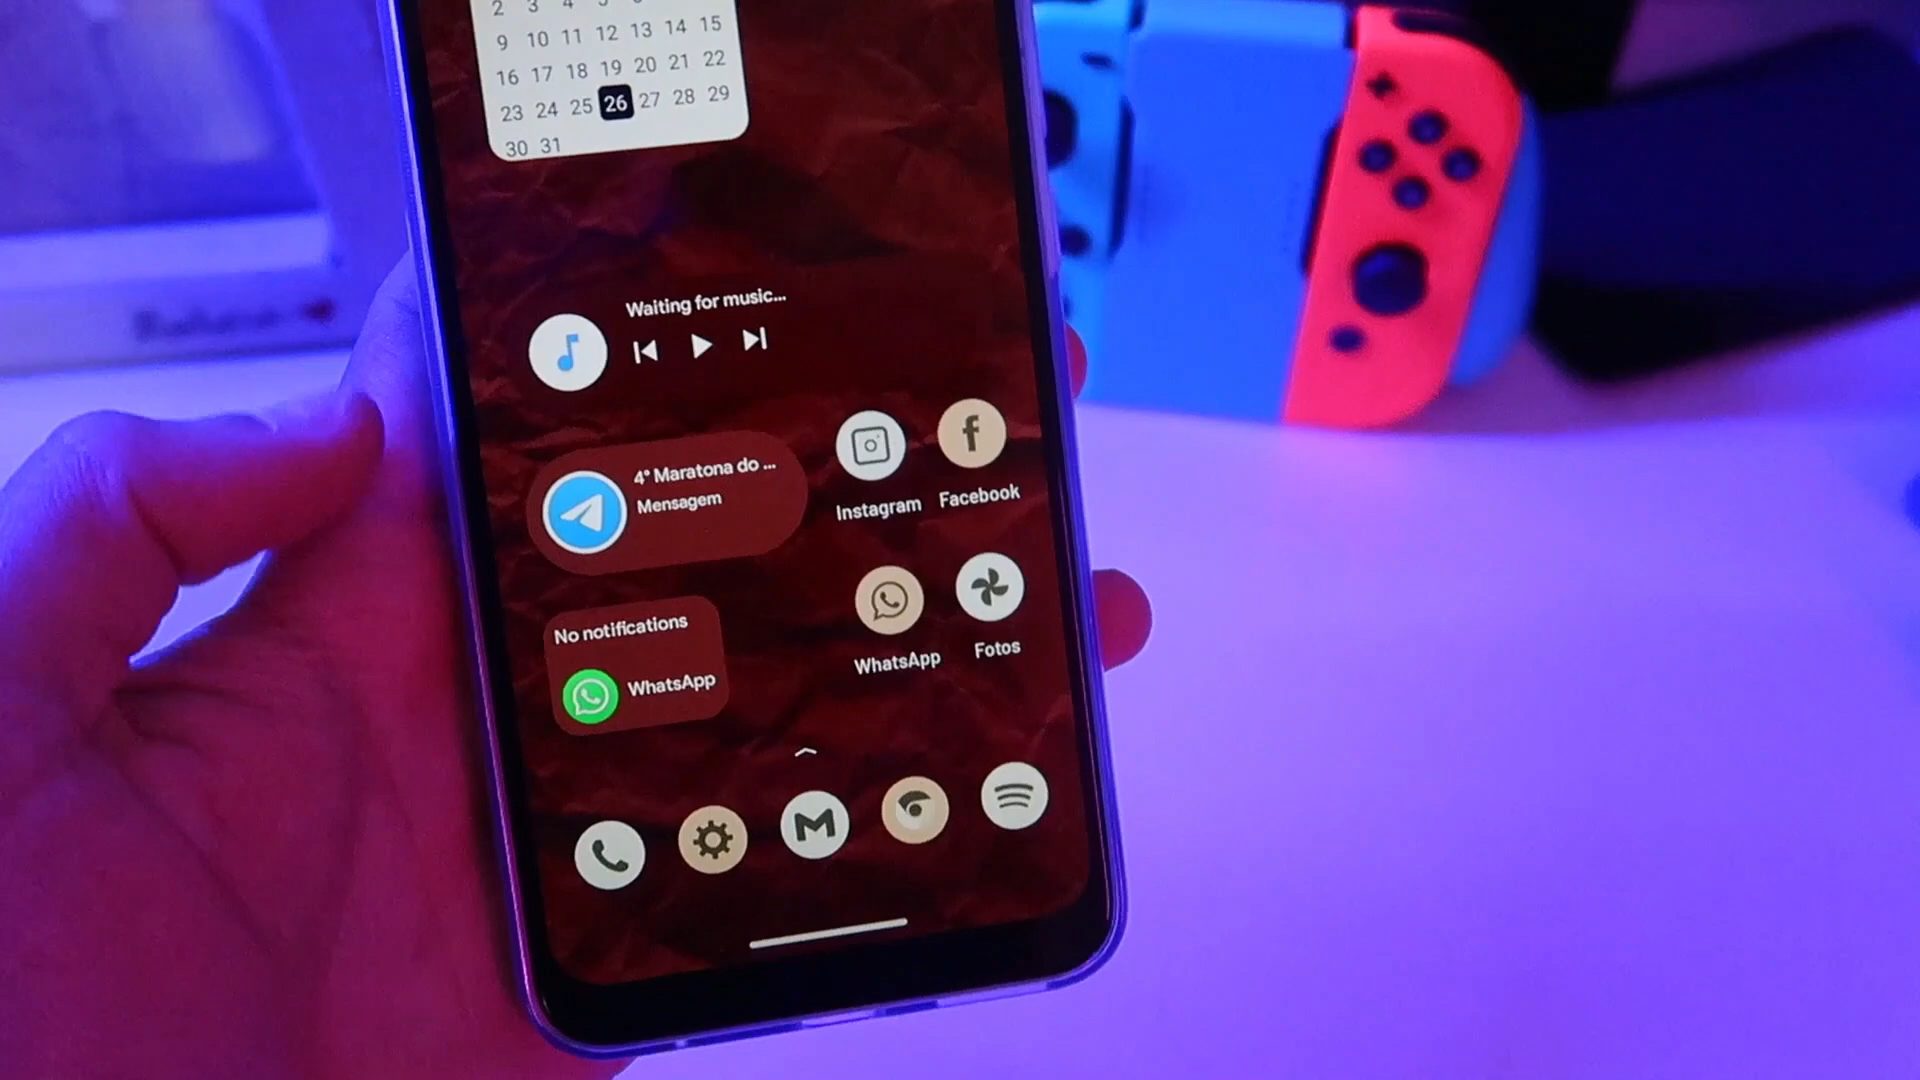 2 3 4 5 6
9 10 11 12 13 14 15
16 17 18 19 20 21 22
23 24 25 26 27 28 29
30 31
Waiting for music...
4° Maratona do ...
Mensagem
Instagram
Facebook
No notifications
WhatsApp
WhatsApp
Fotos